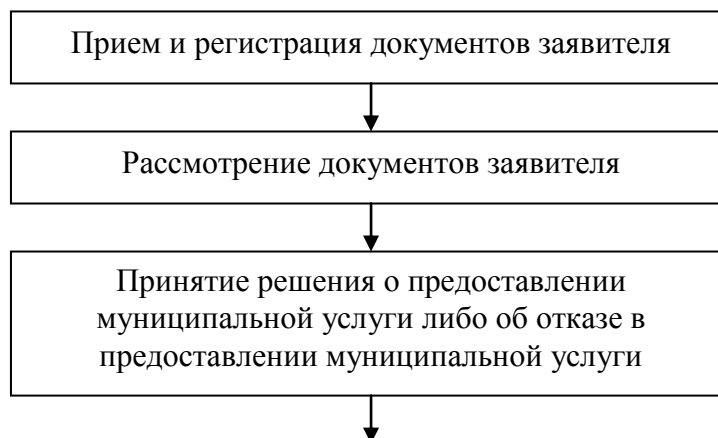 Прием и регистрация документов заявителя
Рассмотрение документов заявителя
Принятие решения о предоставлении
муниципальной услуги либо об отказе в
предоставлении муниципальной услуги